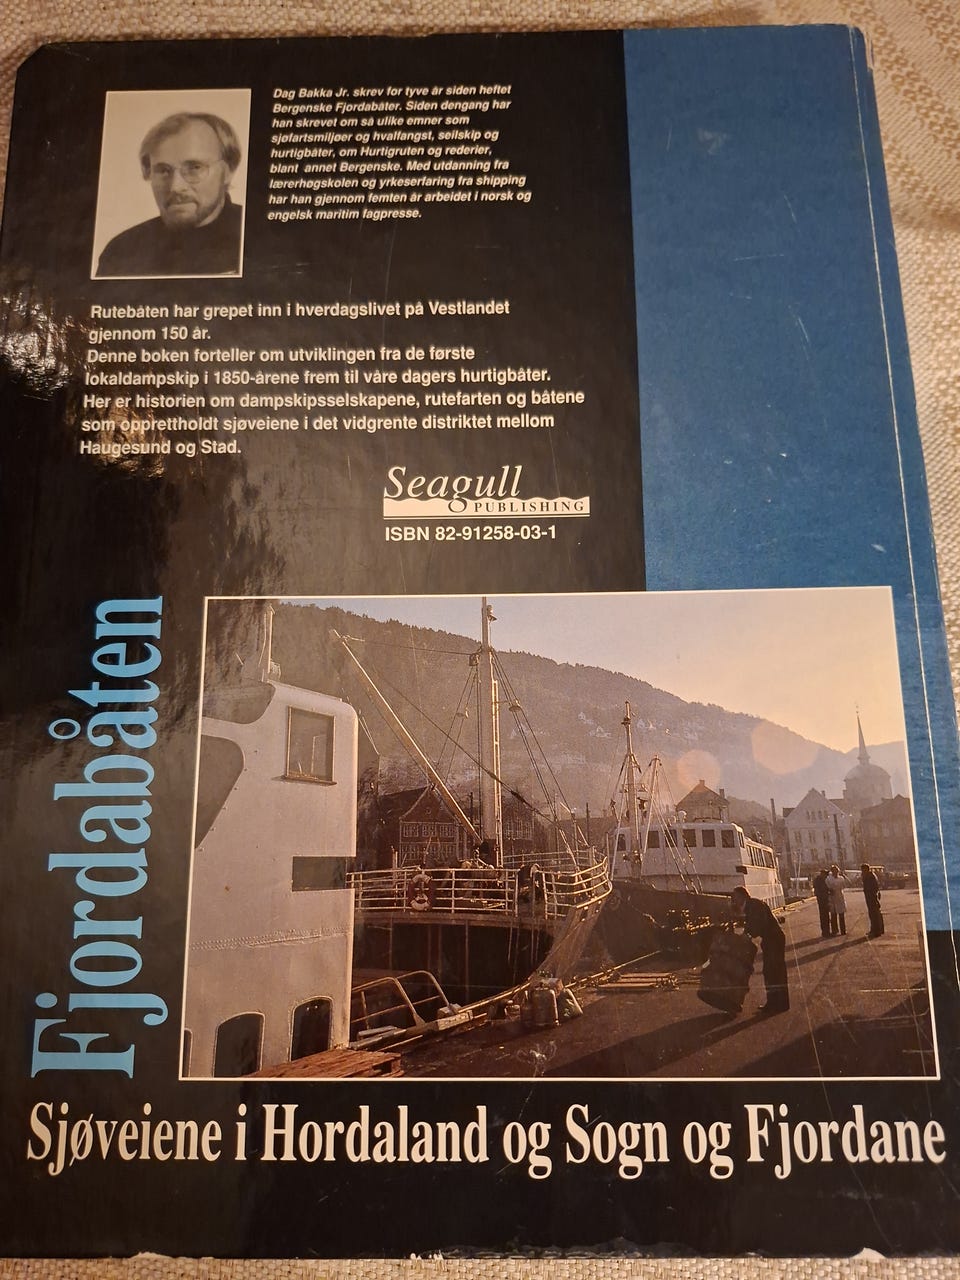 Dag Bakka Jr. skrev for tyve år siden heftet
Bergenske Fjordabåter. Siden dengang har
han skrevet om så ulike emner som
sjøfartsmiljøer og hvalfangst, seilskip og
hurtigbåter, om Hurtigruten og rederier,
blant annet Bergenske. Med utdanning fra
lærerhøgskolen og yrkeserfaring fra shipping
har han gjennom femten år arbeidet i norsk og
engelsk maritim fagpresse.
Rutebåten har grepet inn i hverdagslivet på Vestlandet
gjennom 150 år.
Denne boken forteller om utviklingen fra de første
lokaldampskip i 1850-årene frem til våre dagers hurtigbåter.
Her er historien om dampskipsselskapene, rutefarten og båtene
som opprettholdt sjøveiene i det vidgrente distriktet mellom
Haugesund og Stad.
Seagull
PUBLISHING
ISBN 82-91258-03-1
Fjordabåten
Sjøveiene i Hordaland og Sogn og Fjordane